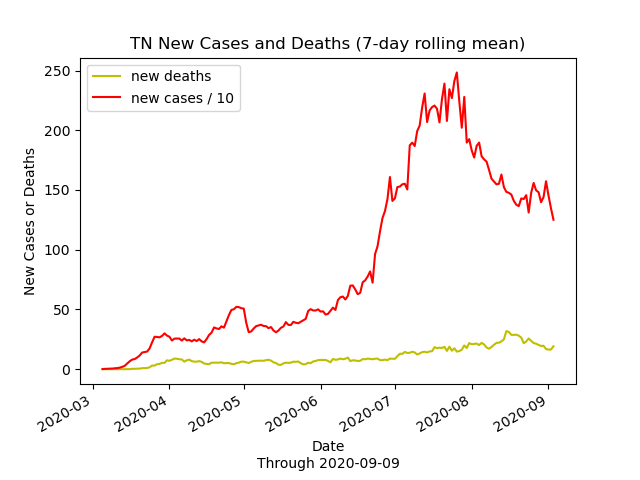 TN New Cases and Deaths (7-day rolling mean)
new deaths
new cases / 10
New Cases or Deaths
250
200
150
100
50
0
2020-03
2020-04
2020-05
2020-06
2020-07
2020-08
2020-09
Date
Through 2020-09-09